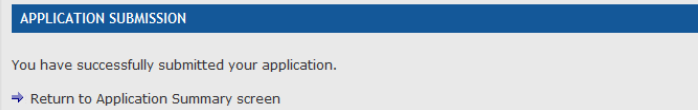 APPLICATION SUBMISSION
You have successfully submitted your application.
Return to Application Summary screen